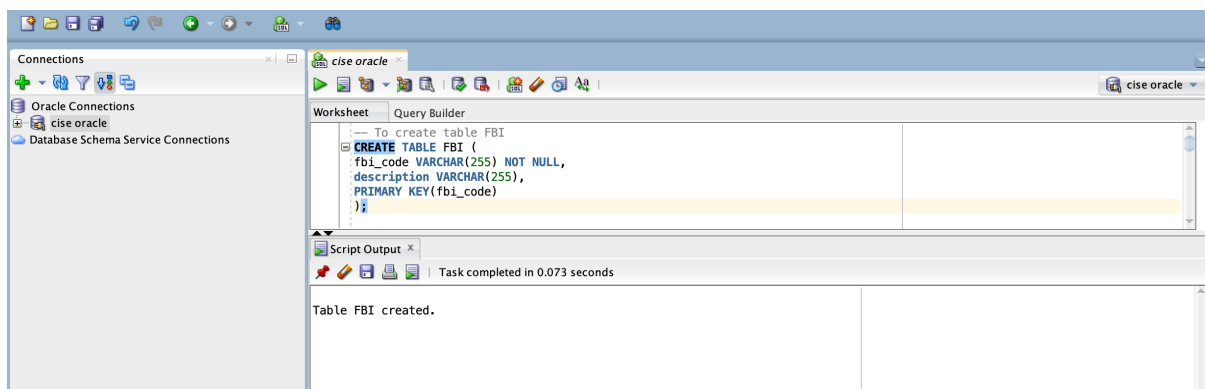 Connections
Oracle Connections
cise oracle
Database Schema Service Connections
cise oracle
cise oracle
Worksheet Query Builder
-- To create table FBI
CREATE TABLE FBI (
fbi_code VARCHAR(255) NOT NULL,
description VARCHAR(255),
PRIMARY KEY(fbi_code)
);
Script Output
Task completed in 0.073 seconds
Table FBI created.